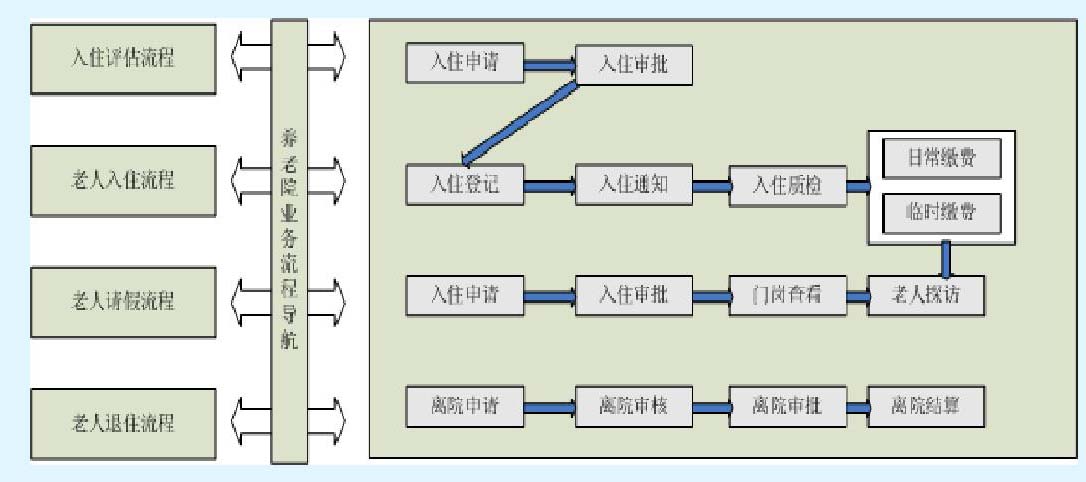 入住评估流程
老人入住流程
老人请假流程
老人退住流程
养老院业务流程导航
入住申请
入住审批
入住登记
入住通知
入住质检
日常缴费
临时缴费
入住申请
入住审批
门岗查看
老人探访
离院申请
离院审核
离院审批
离院结算